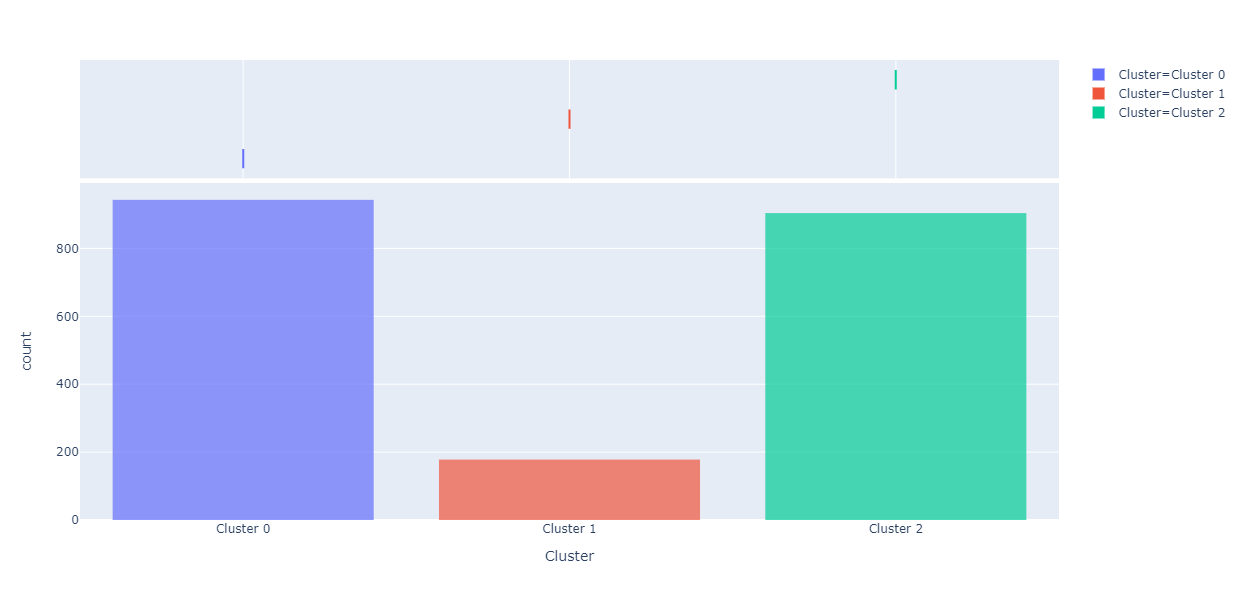 Cluster=Cluster 0
Cluster=Cluster 1
Cluster=Cluster 2
800
600
400
200
0
count
Cluster 0
Cluster 1
Cluster 2
Cluster